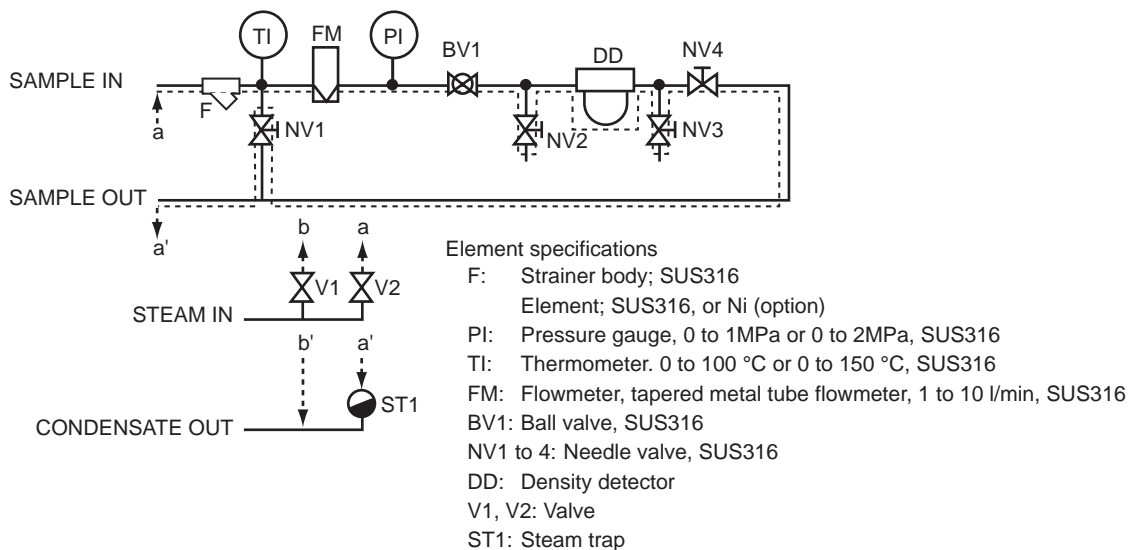 TI
FM
PI
BV1
DD
NV4
SAMPLE IN
F
a
NV1
NV2
NV3
SAMPLE OUT
a'
b
a
V1
V2
STEAM IN
b'
a'
ST1
CONDENSATE OUT
Element specifications
F: Strainer body; SUS316
Element; SUS316, or Ni (option)
PI: Pressure gauge, 0 to 1MPa or 0 to 2MPa, SUS316
TI: Thermometer. 0 to 100 °C or 0 to 150 °C, SUS316
FM: Flowmeter, tapered metal tube flowmeter, 1 to 10 l/min, SUS316
BV1: Ball valve, SUS316
NV1 to 4: Needle valve, SUS316
DD: Density detector
V1, V2: Valve
ST1: Steam trap